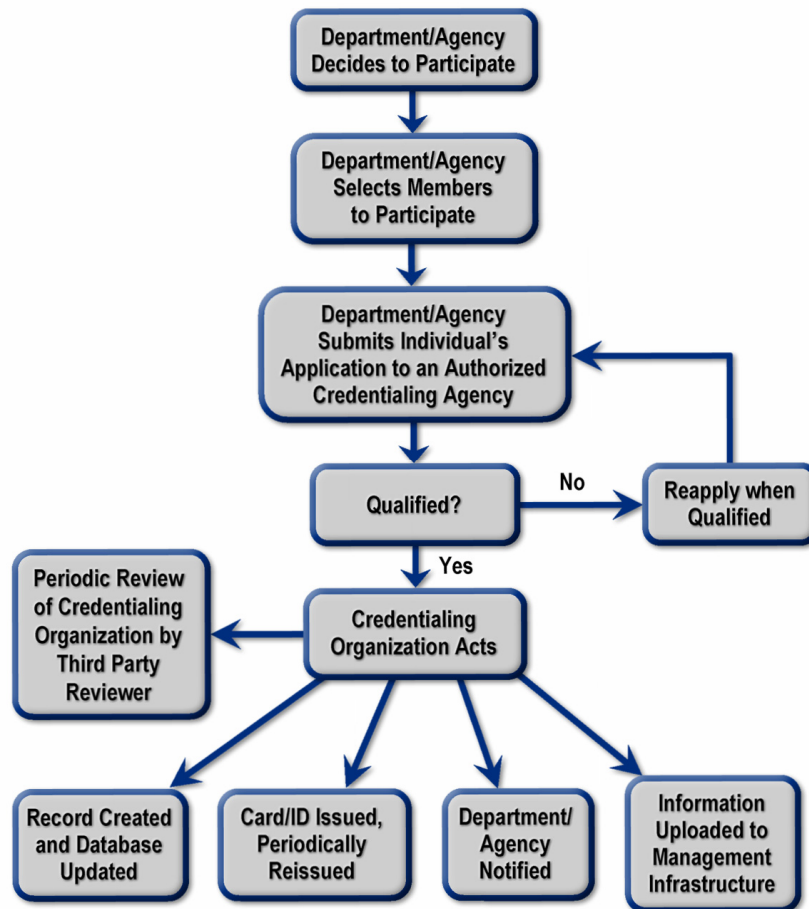 Department/Agency
Decides to Participate
Department/Agency
Selects Members
to Participate
Department/Agency
Submits Individual's
Application to an Authorized
Credentialing Agency
Qualified?
No
Reapply when
Qualified
Yes
Periodic Review
of Credentialing
Organization by
Third Party
Reviewer
Credentialing
Organization Acts
Record Created
and Database
Updated
Card/ID Issued,
Periodically
Reissued
Department/
Agency
Notified
Information
Uploaded to
Management
Infrastructure